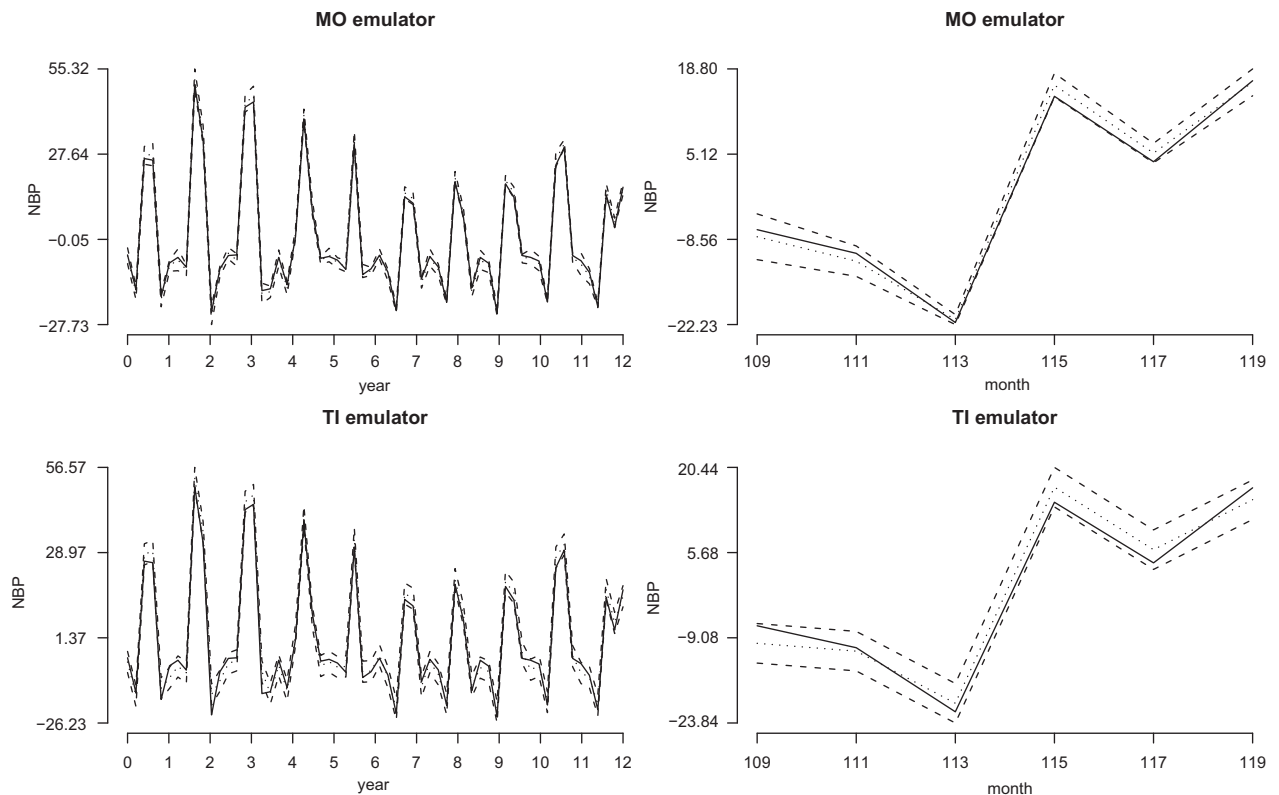 MO emulator
55.32
27.64
−0.05
−27.73
NBP
0 1 2 3 4 5 6 7 8 9 10 11 12
year
MO emulator
18.80
5.12
−8.56
−22.23
NBP
109 111 113 115 117 119
month
TI emulator
56.57
28.97
1.37
−26.23
NBP
0 1 2 3 4 5 6 7 8 9 10 11 12
year
TI emulator
20.44
5.68
−9.08
−23.84
NBP
109 111 113 115 117 119
month